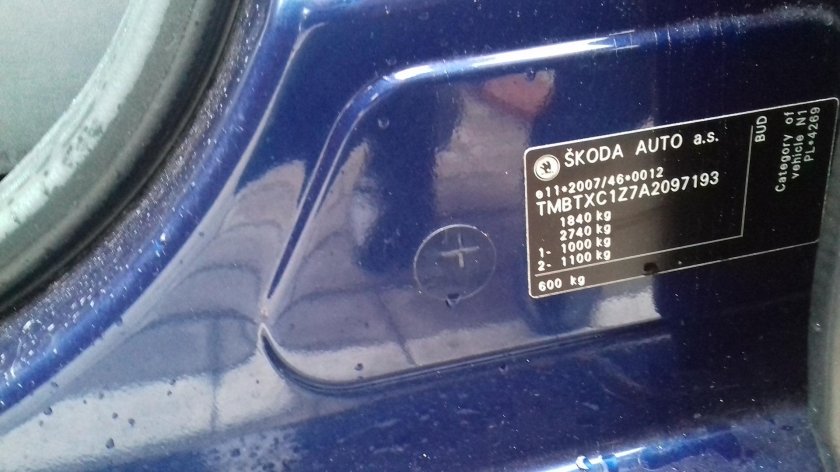 ŠKODA AUTO a.s.
e11*2007/46*0012
TMBTXC1Z7A2097193
1840 kg
2740 kg
1- 1000 kg
2- 1100 kg
600 kg
BUD
Category of
vehicle N1
PL*4269